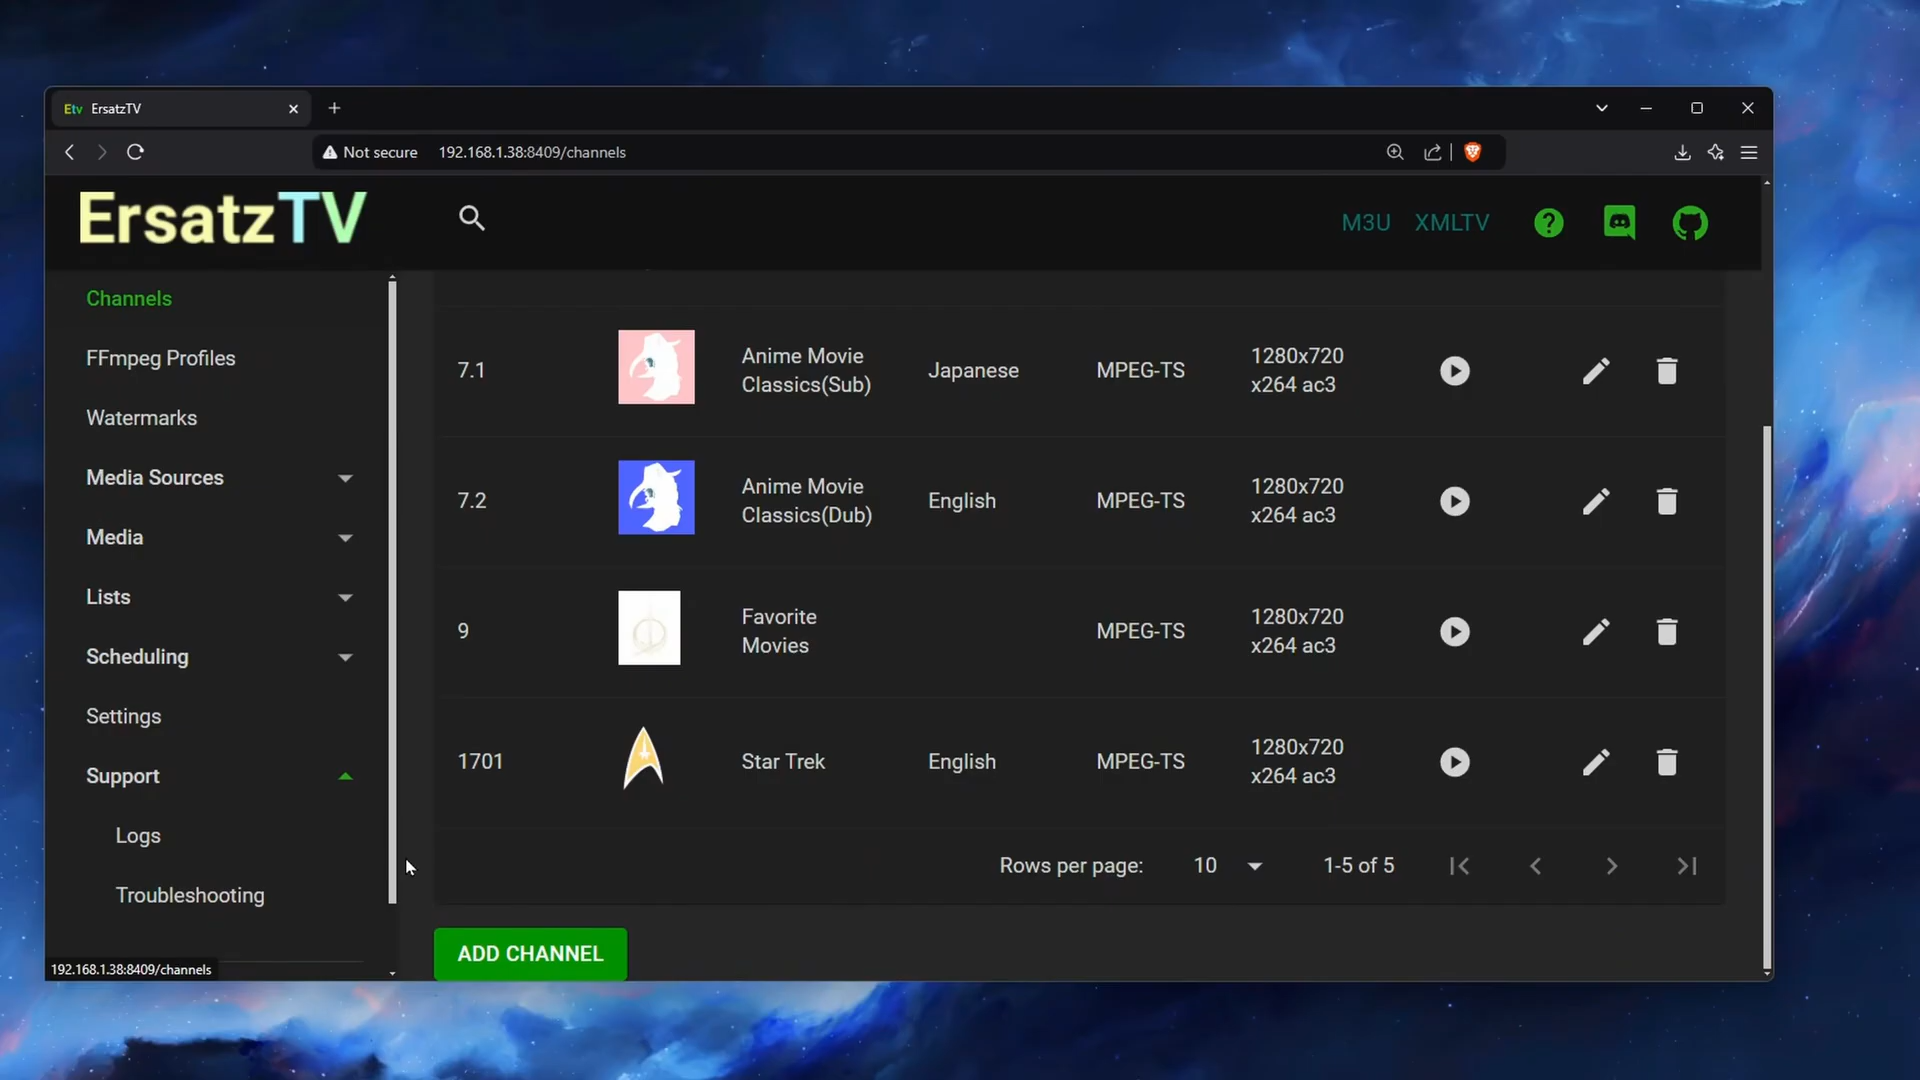 Etv ErsatzTV
Not secure 192.168.1.38:8409/channels
ErsatzTV
M3U XMLTV
Channels
FFmpeg Profiles
Watermarks
Media Sources
Media
Lists
Scheduling
Settings
Support
Logs
Troubleshooting
192.168.1.38:8409/channels
7.1 Anime Movie Japanese MPEG-TS 1280x720
Classics(Sub) x264 ac3
7.2 Anime Movie English MPEG-TS 1280x720
Classics(Dub) x264 ac3
9 Favorite MPEG-TS 1280x720
Movies x264 ac3
1701 Star Trek English MPEG-TS 1280x720
x264 ac3
Rows per page: 10 1-5 of 5
ADD CHANNEL